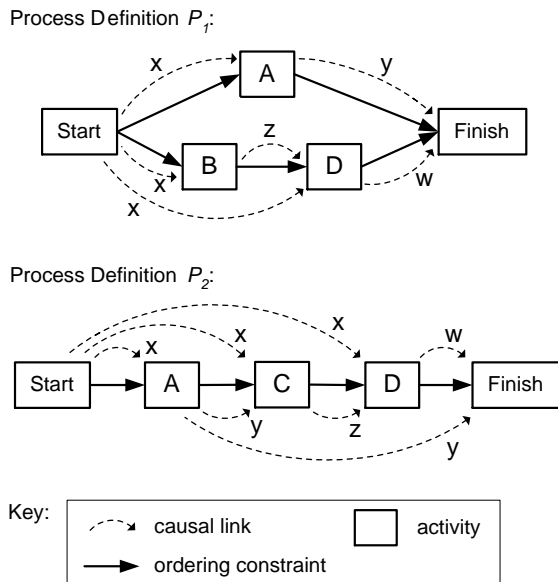 Process Definition P1:
x
y
A
Start
z
Finish
B
D
x
w
x
Process Definition P2:
x
x
x
w
Start
A
C
D
Finish
y
z
y
Key:
causal link
activity
ordering constraint